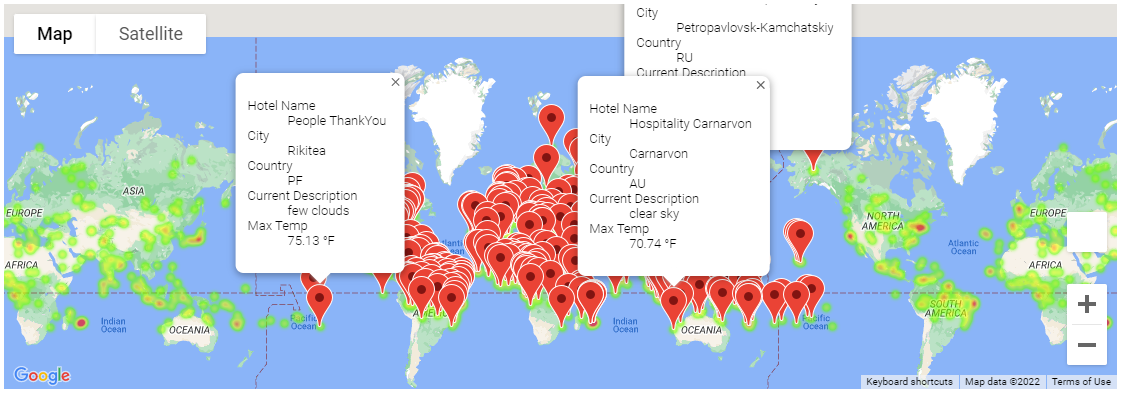 City
Petropavlovsk-Kamchatskiy
Country
RU
Current Description
Map Satellite
Hotel Name
People ThankYou
City
Rikitea
Country
PF
Current Description
few clouds
Max Temp
75.13 °F
Hotel Name
Hospitality Carnarvon
City
Carnarvon
Country
AU
Current Description
clear sky
Max Temp
70.74 °F
ASIA
EUROPE
AFRICA
Indian
Ocean
OCEANIA
Pacific
Ocean
Indian
Ocean
OCEANIA
Pacific
Ocean
NORTH
AMERICA
Atlantic
Ocean
SOUTH
AMERICA
EUROPE
AFRICA
Google
Keyboard shortcuts
Map data ©2022
Terms of Use